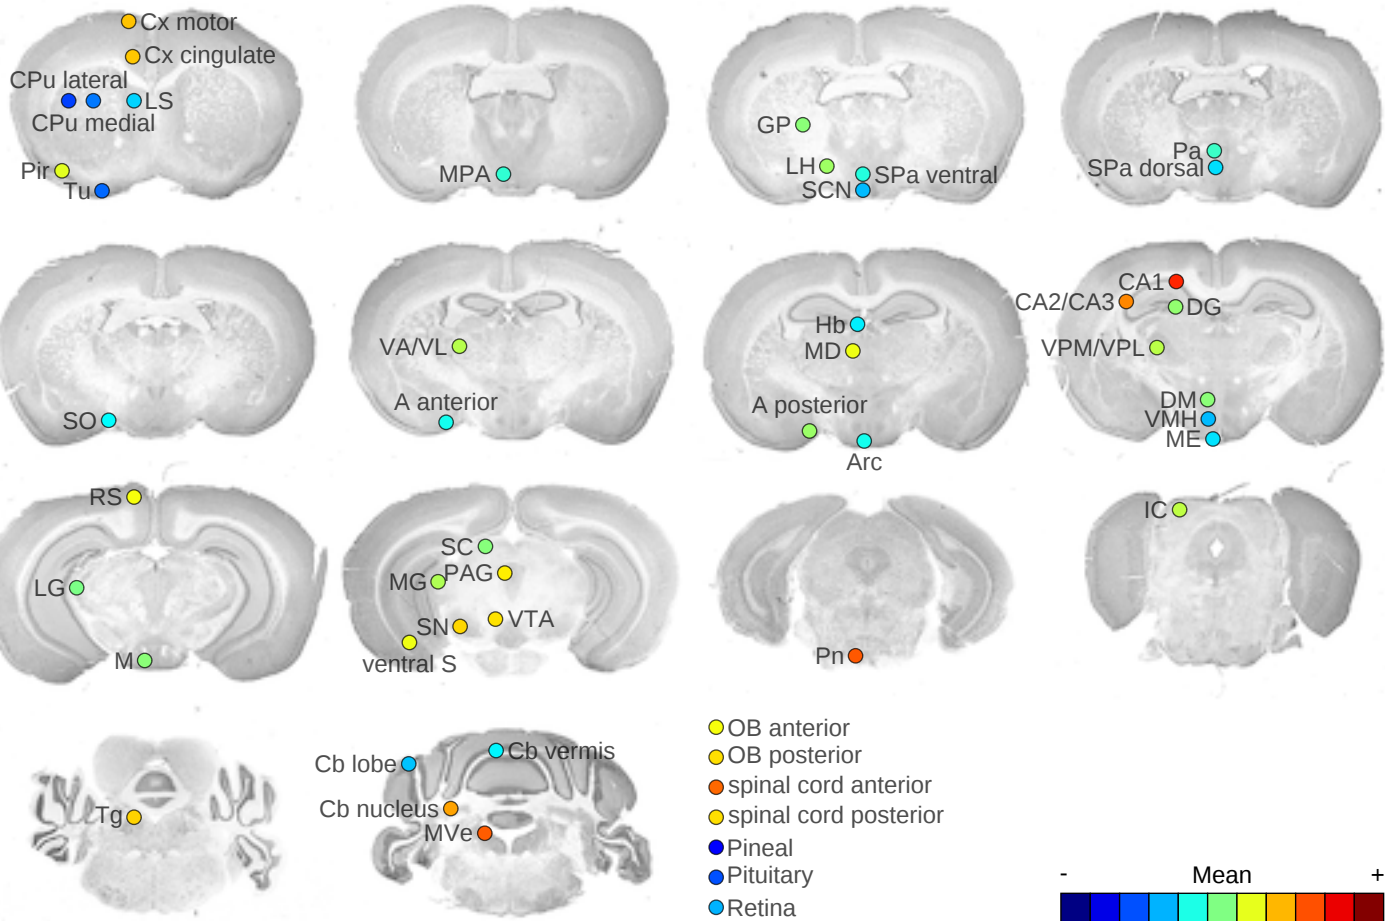 Cx motor
Cx cingulate
CPu lateral
LS
CPu medial
Pir
Tu
MPA
GP
LH
SPa ventral
SCN
Pa
SPa dorsal
SO
VA/VL
A anterior
Hb
MD
A posterior
Arc
CA1
CA2/CA3
DG
VPM/VPL
DM
VMH
ME
RS
LG
M
SC
MG
PAG
SN
VTA
ventral S
Pn
IC
Tg
Cb lobe
Cb vermis
Cb nucleus
MVe
OB anterior
OB posterior
spinal cord anterior
spinal cord posterior
Pineal
Pituitary
Retina
- Mean +